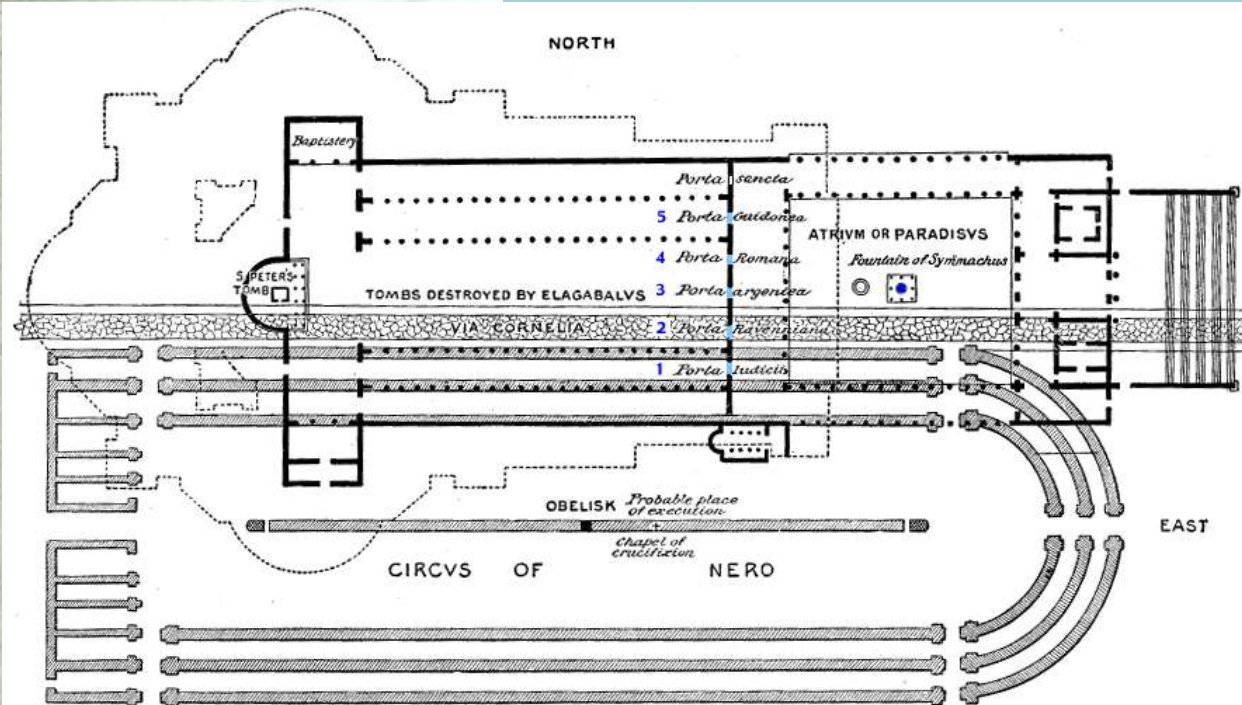 NORTH
Baptistery
Porta sancta
5 Porta Guidonea
ATRIVM OR PARADISVS
4 Porta Romana
Fountain of Symmachus
S. PETER'S
TOMB
TOMBS DESTROYED BY ELAGABALVS
3 Porta argentea
VIA CORNELIA
2 Porta Ravenniana
1 Porta Iudicii
OBELISK
Probable place
of execution
Chapel of
crucifixion
EAST
CIRCVS OF NERO